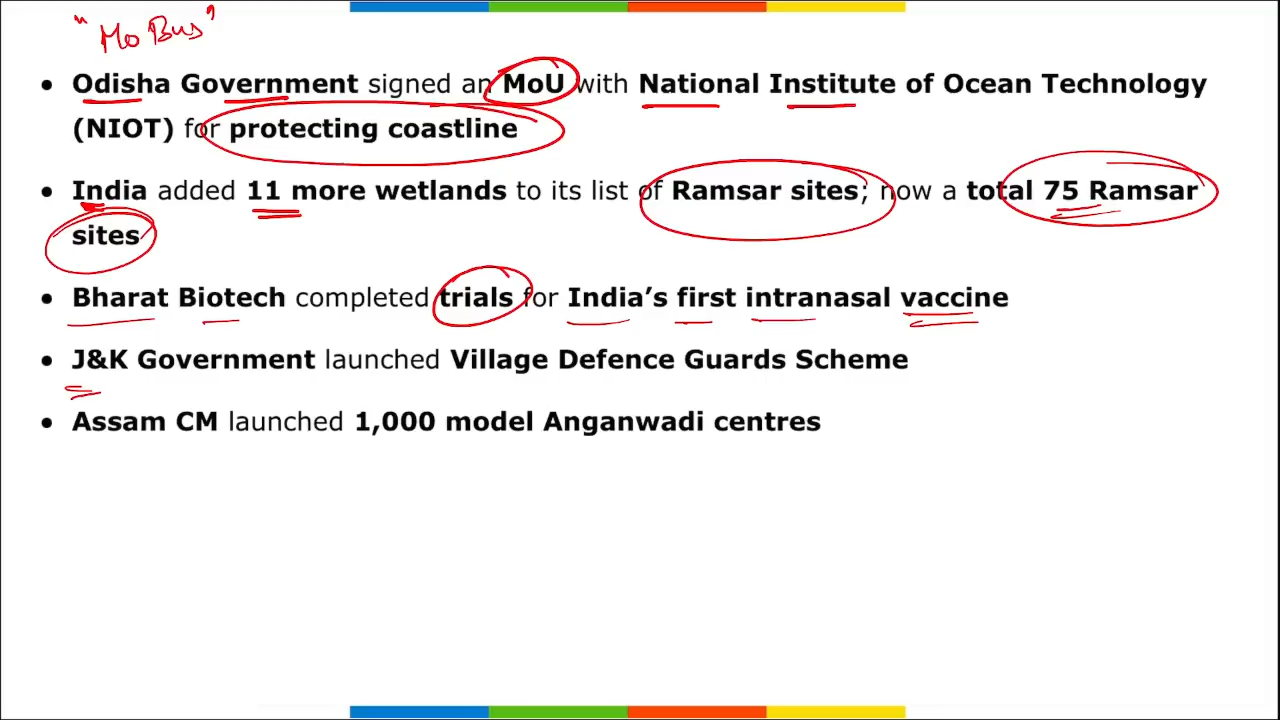 "Mo Bus"
• Odisha Government signed an MoU with National Institute of Ocean Technology
(NIOT) for protecting coastline
• India added 11 more wetlands to its list of Ramsar sites; now a total 75 Ramsar
sites
• Bharat Biotech completed trials for India's first intranasal vaccine
• J&K Government launched Village Defence Guards Scheme
• Assam CM launched 1,000 model Anganwadi centres